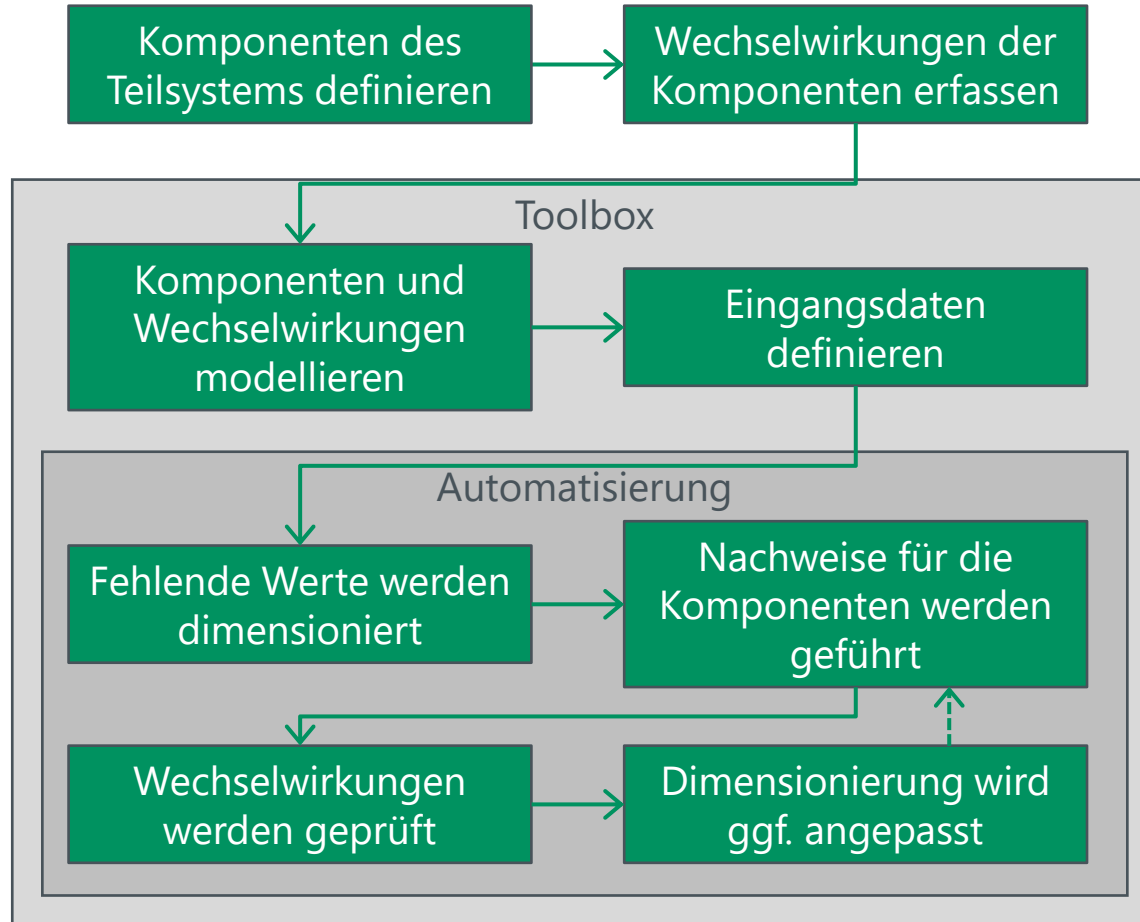 Komponenten des
Teilsystems definieren
Wechselwirkungen der
Komponenten erfassen
Toolbox
Komponenten und
Wechselwirkungen
modellieren
Eingangsdaten
definieren
Automatisierung
Fehlende Werte werden
dimensioniert
Nachweise für die
Komponenten werden
geführt
Wechselwirkungen
werden geprüft
Dimensionierung wird
ggf. angepasst